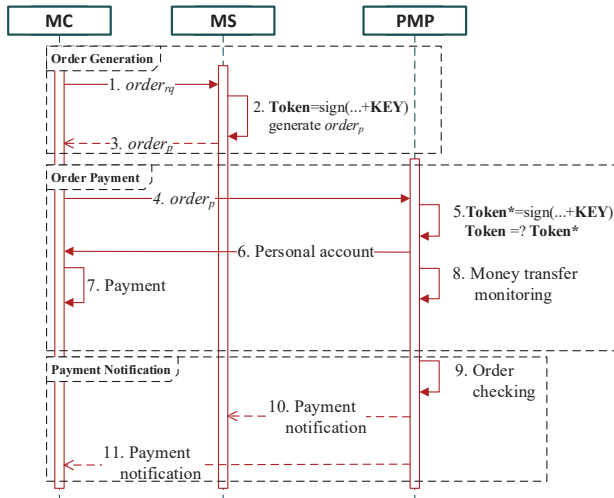 MC
MS
PMP
Order Generation
1. order_rq
2. Token=sign(...+KEY)
generate order_p
3. order_p
Order Payment
4. order_p
5.Token*=sign(...+KEY)
Token =? Token*
6. Personal account
7. Payment
8. Money transfer
monitoring
Payment Notification
9. Order
checking
10. Payment
notification
11. Payment
notification